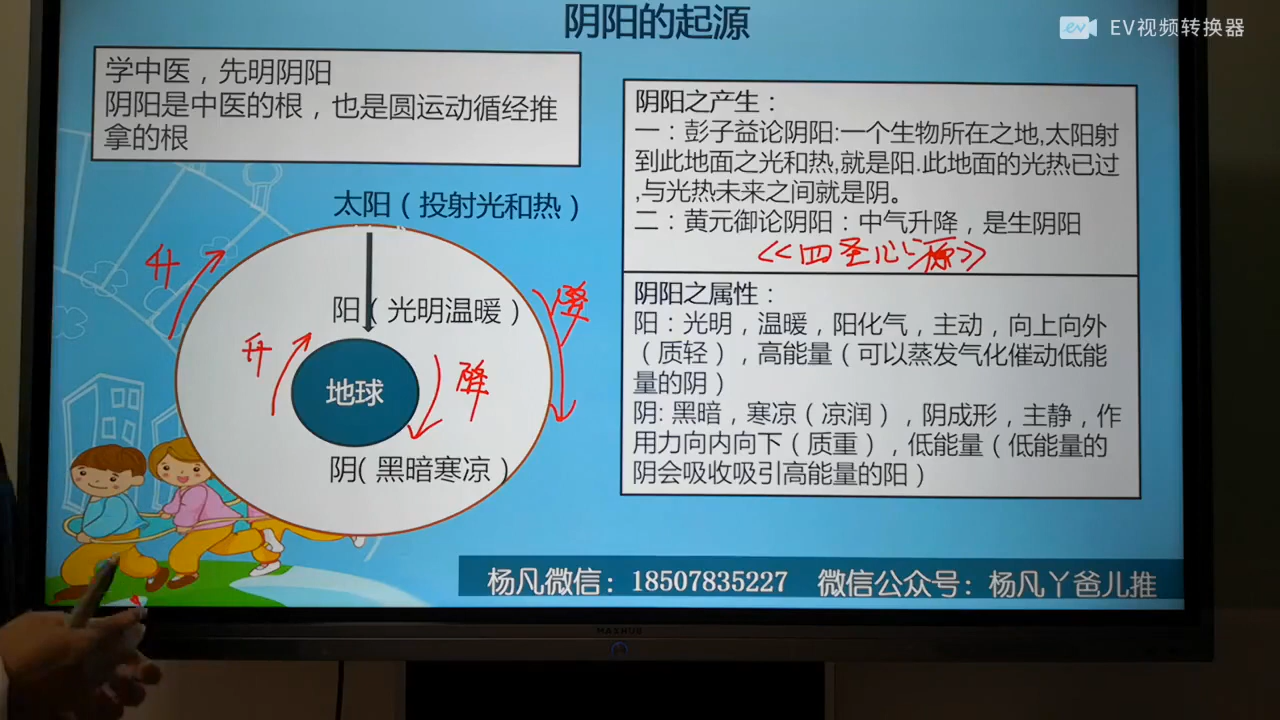 阴阳的起源
EV视频转换器
学中医，先明阴阳
阴阳是中医的根，也是圆运动循经推
拿的根
太阳（投射光和热）
升
升
降
降
阳（光明温暖）
地球
阴（黑暗寒凉）
阴阳之产生：
一：彭子益论阴阳:一个生物所在之地,太阳射
到此地面之光和热,就是阳.此地面的光热已过
,与光热未来之间就是阴。
二：黄元御论阴阳：中气升降，是生阴阳
《四圣心源》
阴阳之属性：
阳：光明，温暖，阳化气，主动，向上向外
（质轻），高能量（可以蒸发气化催动低能
量的阴）
阴: 黑暗，寒凉（凉润），阴成形，主静，作
用力向内向下（质重），低能量（低能量的
阴会吸收吸引高能量的阳）
杨凡微信：18507835227 微信公众号：杨凡丫爸儿推
MAXHUB